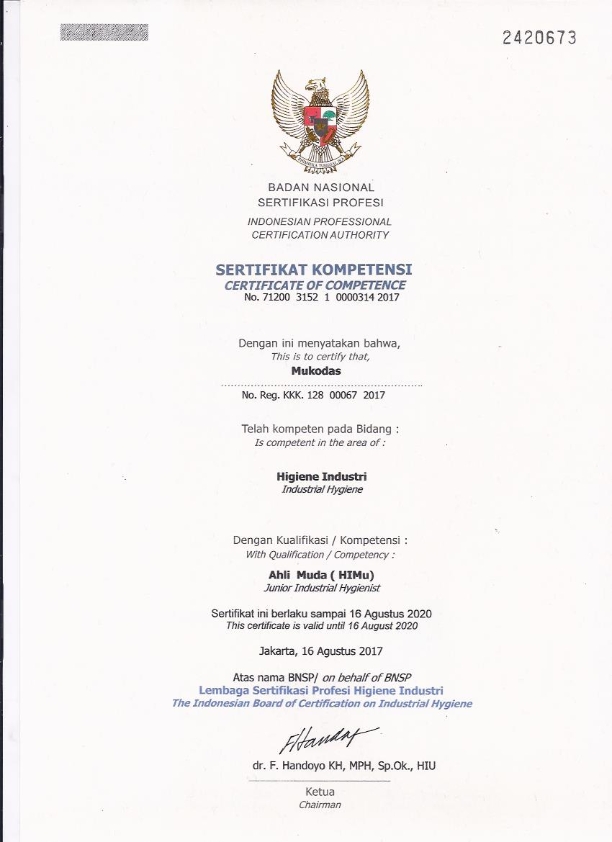 2420673
BADAN NASIONAL
SERTIFIKASI PROFESI
INDONESIAN PROFESSIONAL
CERTIFICATION AUTHORITY
SERTIFIKAT KOMPETENSI
CERTIFICATE OF COMPETENCE
No. 71200 3152 1 0000314 2017
Dengan ini menyatakan bahwa,
This is to certify that,
Mukodas
No. Reg. KKK. 128 00067 2017
Telah kompeten pada Bidang :
Is competent in the area of :
Higiene Industri
Industrial Hygiene
Dengan Kualifikasi / Kompetensi :
With Qualification / Competency :
Ahli Muda ( HIMu)
Junior Industrial Hygienist
Sertifikat ini berlaku sampai 16 Agustus 2020
This certificate is valid until 16 August 2020
Jakarta, 16 Agustus 2017
Atas nama BNSP/ on behalf of BNSP
Lembaga Sertifikasi Profesi Higiene Industri
The Indonesian Board of Certification on Industrial Hygiene
dr. F. Handoyo KH, MPH, Sp.Ok., HIU
Ketua
Chairman